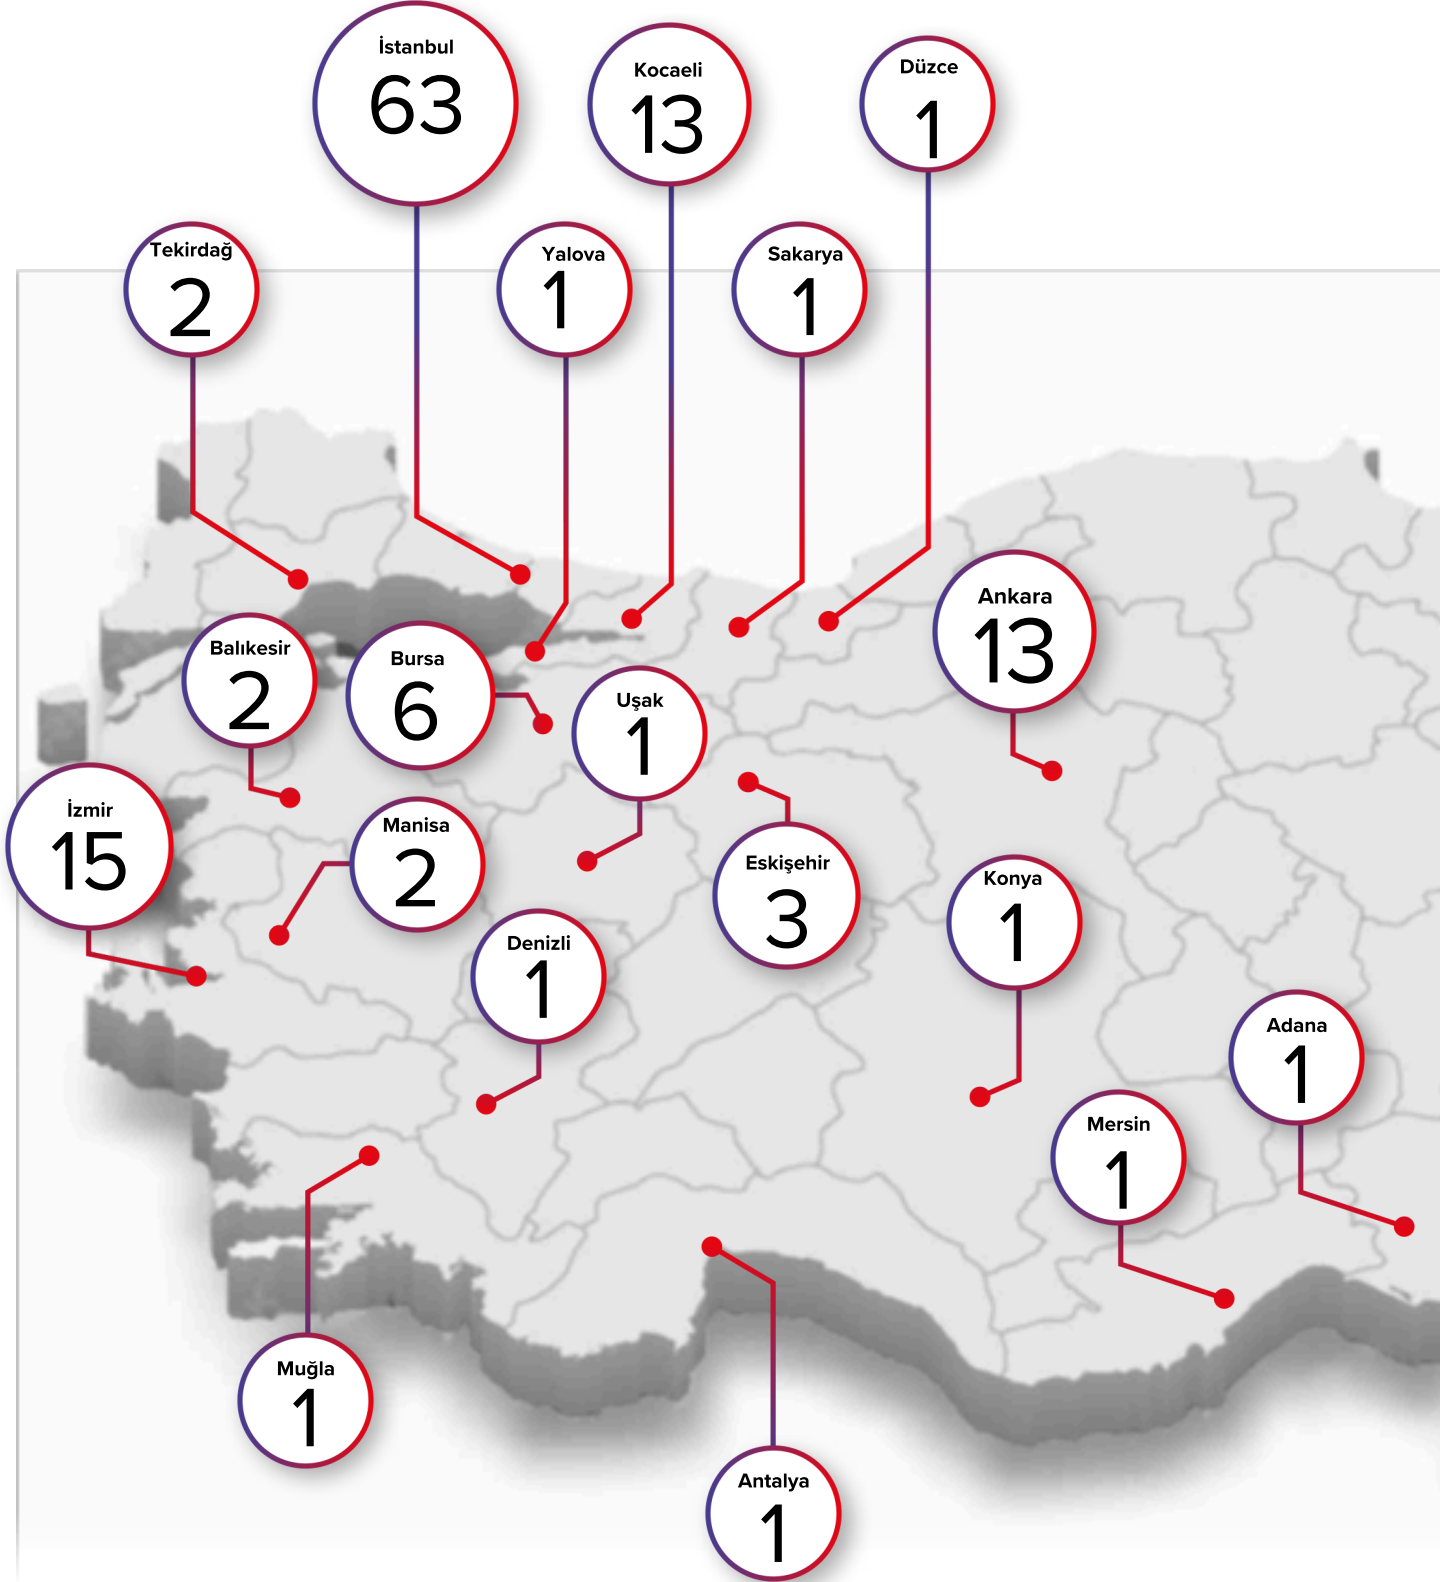 İstanbul
63
Kocaeli
13
Düzce
1
Tekirdağ
2
Yalova
1
Sakarya
1
Ankara
13
Balıkesir
2
Bursa
6
Uşak
1
İzmir
15
Manisa
2
Eskişehir
3
Konya
1
Denizli
1
Adana
1
Mersin
1
Muğla
1
Antalya
1